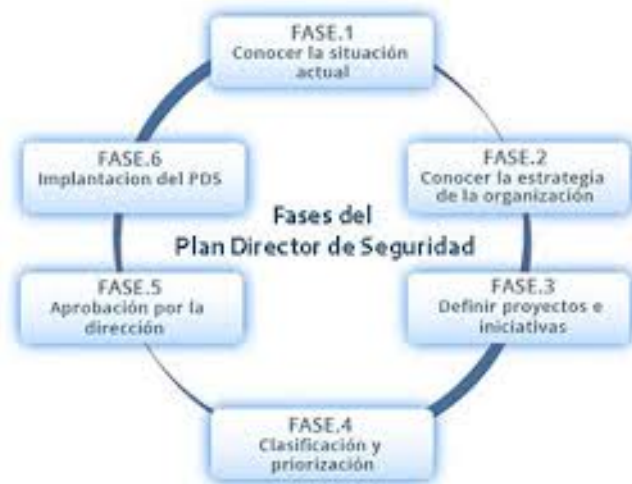 FASE.1
Conocer la situación
actual
FASE.2
Conocer la estrategia
de la organización
FASE.3
Definir proyectos e
iniciativas
FASE.4
Clasificación y
priorización
FASE.5
Aprobación por la
dirección
FASE.6
Implantacion del PDS
Fases del
Plan Director de Seguridad